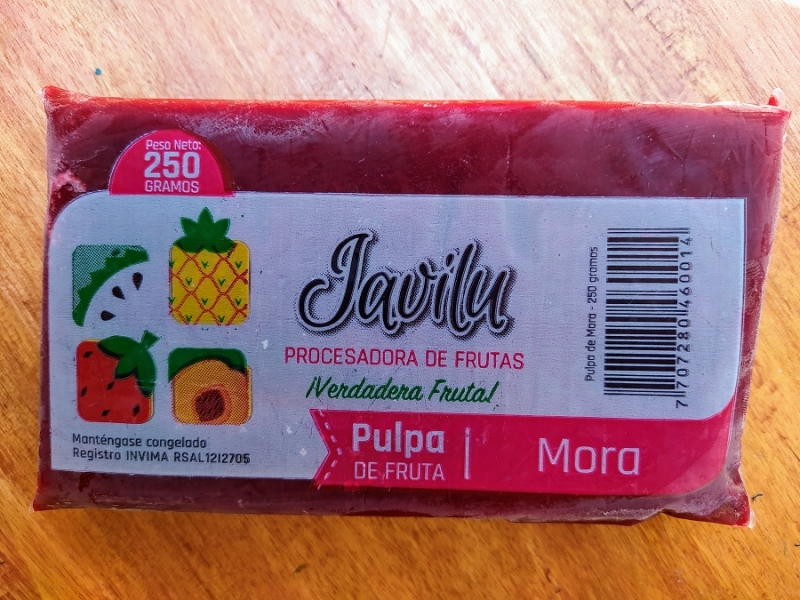 Peso Neto:
250
GRAMOS
Javilu
PROCESADORA DE FRUTAS
¡Verdadera Fruta!
Manténgase congelado
Registro INVIMA RSAL12I2705
Pulpa
DE FRUTA
Mora
Pulpa de Mora - 250 gramos
7707280460014